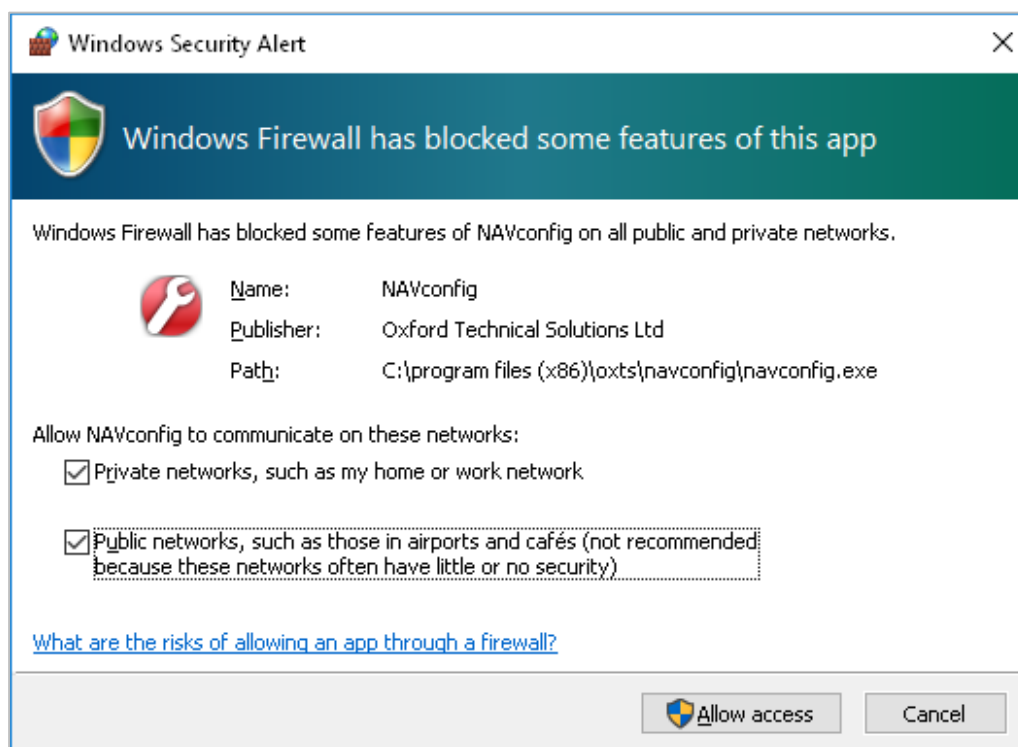 Windows Security Alert
Windows Firewall has blocked some features of this app
Windows Firewall has blocked some features of NAVconfig on all public and private networks.
Name: NAVconfig
Publisher: Oxford Technical Solutions Ltd
Path: C:\program files (x86)\oxts\navconfig\navconfig.exe
Allow NAVconfig to communicate on these networks:
Private networks, such as my home or work network
Public networks, such as those in airports and cafés (not recommended
because these networks often have little or no security)
What are the risks of allowing an app through a firewall?
Allow access Cancel